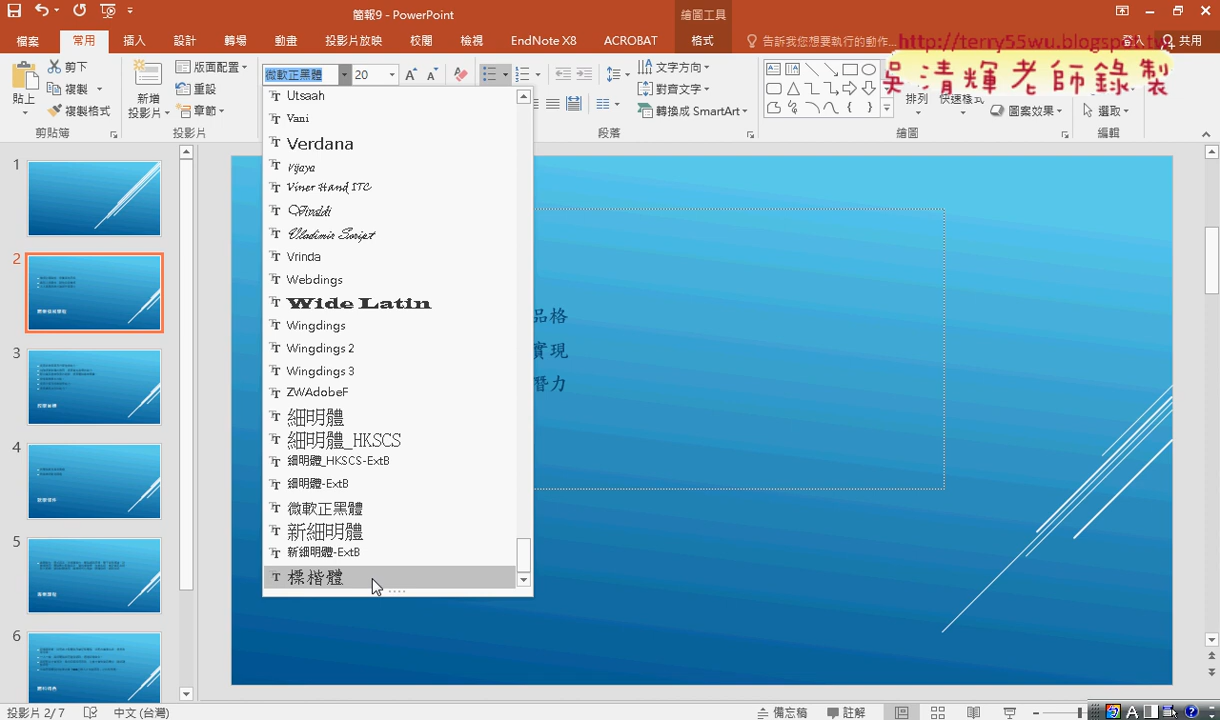 簡報9 - PowerPoint
繪圖工具
檔案
常用
插入
設計
轉場
動畫
投影片放映
校閱
檢視
EndNote X8
ACROBAT
格式
告訴我您想要執行的動作...
登入
共用
http://terry55wu.blogspot.tw
吳清輝老師錄製
貼上
剪下
複製
複製格式
剪貼簿
新增
投影片
版面配置
重設
章節
投影片
微軟正黑體
20
文字方向
對齊文字
轉換成 SmartArt
段落
排列
快速樣式
圖案效果
繪圖
選取
編輯
Utsaah
Vani
Verdana
Vijaya
Viner Hand ITC
Vivaldi
Vladimir Script
Vrinda
Webdings
Wide Latin
Wingdings
Wingdings 2
Wingdings 3
ZWAdobeF
細明體
細明體_HKSCS
細明體_HKSCS-ExtB
細明體-ExtB
微軟正黑體
新細明體
新細明體-ExtB
標楷體
品格
實現
潛力
1
2
3
4
5
6
投影片 2/7
中文 (台灣)
備忘稿
註解